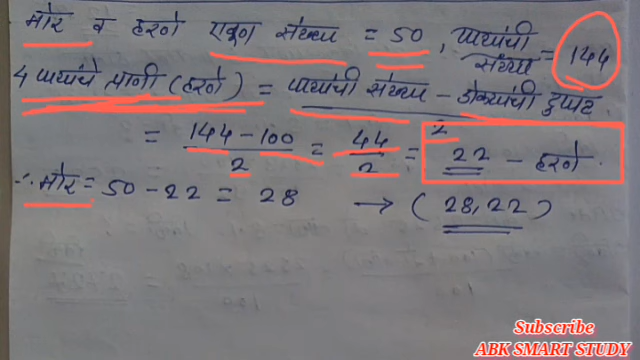 मोर व हरणे एकूण संख्या = 50, पायांची संख्या = 144
4 पायांचे प्राणी (हरणे) = पायांची संख्या - डोक्यांची दुप्पट
2
= 144-100 / 2 = 44 / 2 = 22 - हरणे.
∴ मोर = 50 - 22 = 28 → (28, 22)
Subscribe
ABK SMART STUDY